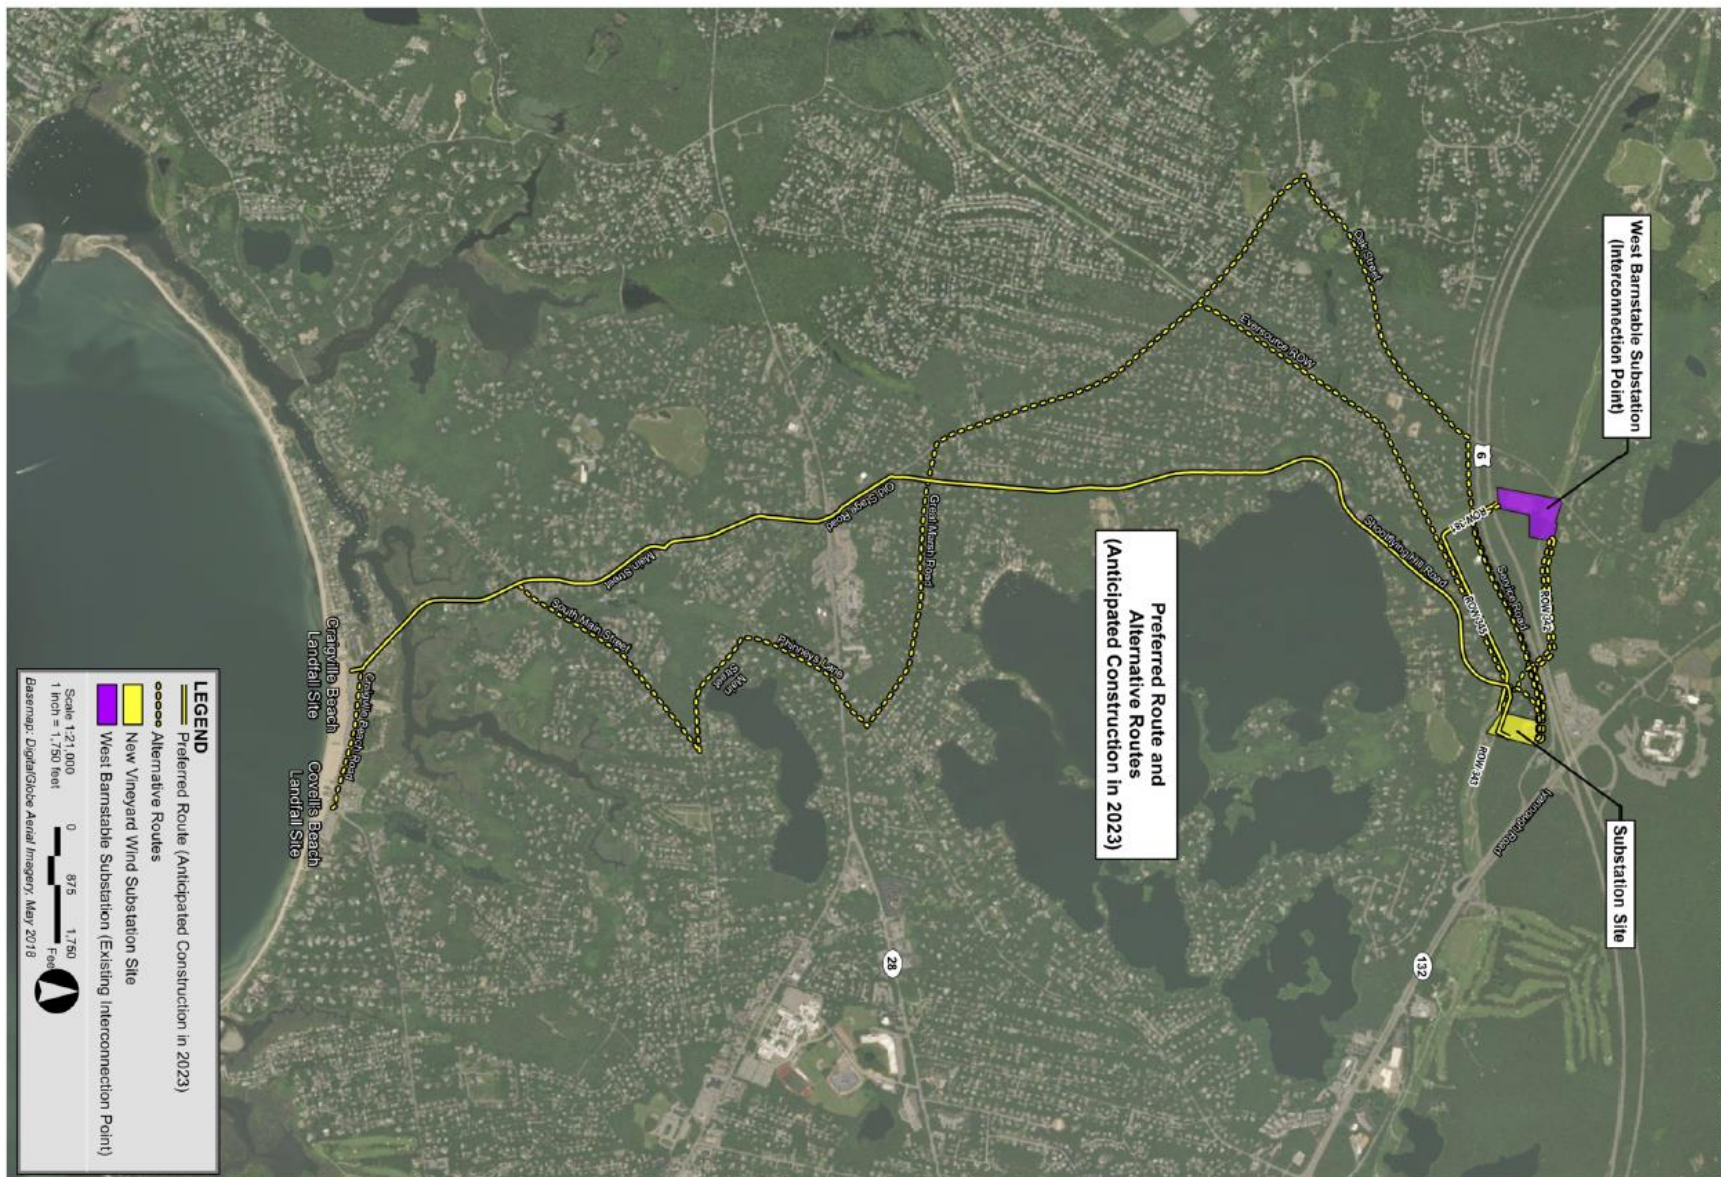 West Barnstable Substation
(Interconnection Point)
Substation Site
Oak Street
6
Eversource ROW
ROW 342
Service Road
ROW 381
ROW 345
ROW 343
Shootflying Hill Road
Iyannough Road
132
Preferred Route and
Alternative Routes
(Anticipated Construction in 2023)
Great Marsh Road
Old Stage Road
28
Phinneys Lane
Main
Street
Main Street
South Main Street
Craigville Beach Road
Craigville Beach
Landfall Site
Covell's Beach
Landfall Site
LEGEND
Preferred Route (Anticipated Construction in 2023)
Alternative Routes
New Vineyard Wind Substation Site
West Barnstable Substation (Existing Interconnection Point)
Scale 1:21,000
1 inch = 1,750 feet
0 875 1,750
Feet
Basemap: DigitalGlobe Aerial Imagery, May 2018